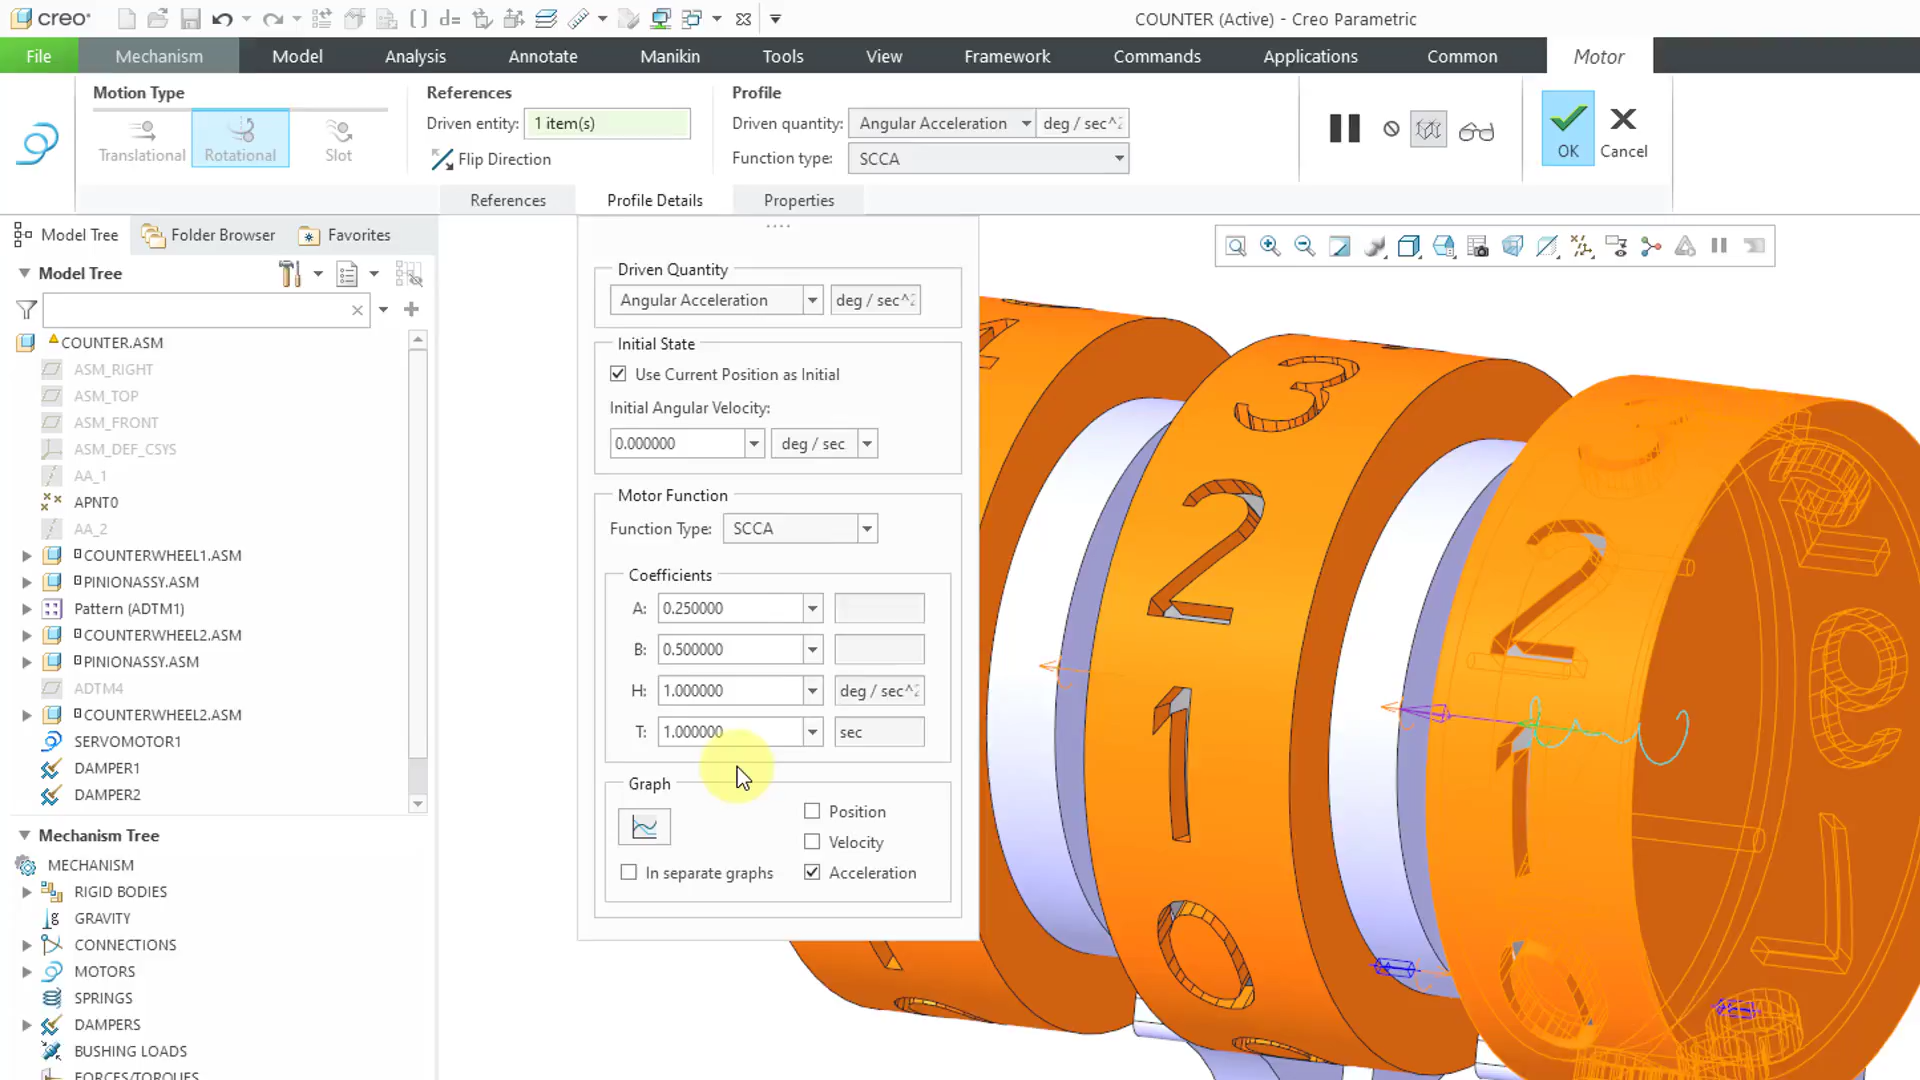 creo
COUNTER (Active) - Creo Parametric
File
Mechanism
Model
Analysis
Annotate
Manikin
Tools
View
Framework
Commands
Applications
Common
Motor
Motion Type
Translational
Rotational
Slot
References
Driven entity:
1 item(s)
Flip Direction
Profile
Driven quantity:
Angular Acceleration
deg / sec^2
Function type:
SCCA
OK
Cancel
References
Profile Details
Properties
Model Tree
Folder Browser
Favorites
Model Tree
COUNTER.ASM
ASM_RIGHT
ASM_TOP
ASM_FRONT
ASM_DEF_CSYS
AA_1
APNT0
AA_2
COUNTERWHEEL1.ASM
PINIONASSY.ASM
Pattern (ADTM1)
COUNTERWHEEL2.ASM
PINIONASSY.ASM
ADTM4
COUNTERWHEEL2.ASM
SERVOMOTOR1
DAMPER1
DAMPER2
Mechanism Tree
MECHANISM
RIGID BODIES
GRAVITY
CONNECTIONS
MOTORS
SPRINGS
DAMPERS
BUSHING LOADS
FORCES/TORQUES
Driven Quantity
Angular Acceleration
deg / sec^2
Initial State
Use Current Position as Initial
Initial Angular Velocity:
0.000000
deg / sec
Motor Function
Function Type:
SCCA
Coefficients
A: 0.250000
B: 0.500000
H: 1.000000 deg / sec^2
T: 1.000000 sec
Graph
Position
Velocity
In separate graphs
Acceleration
3
2
1
0
2
1
0